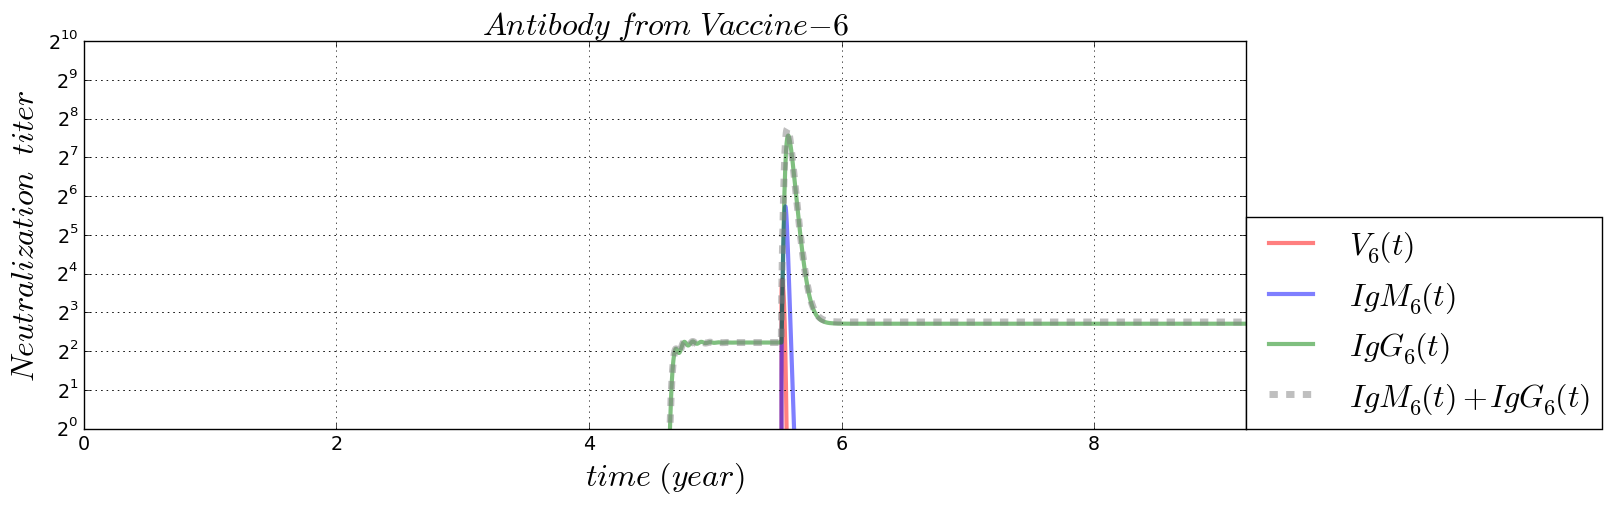 Antibody from Vaccine−6
Neutralization titer
2^10
2^9
2^8
2^7
2^6
2^5
2^4
2^3
2^2
2^1
2^0
0 2 4 6 8
time (year)
V_6(t)
IgM_6(t)
IgG_6(t)
IgM_6(t)+IgG_6(t)